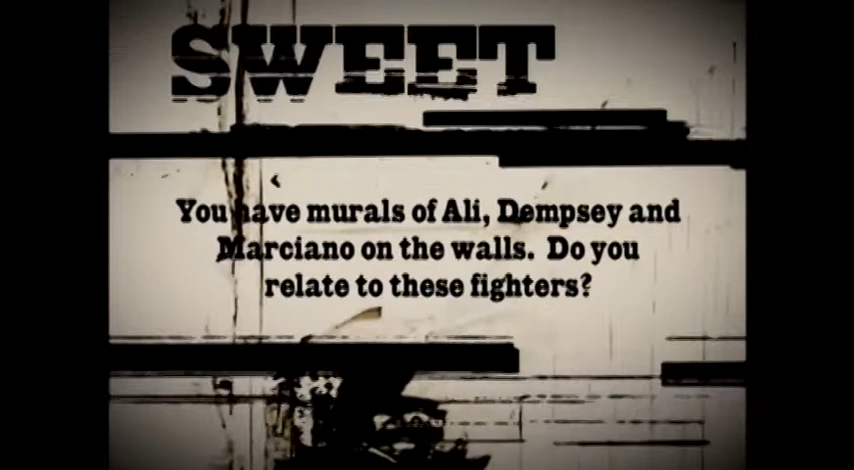 SWEET
You have murals of Ali, Dempsey and
Marciano on the walls. Do you
relate to these fighters?